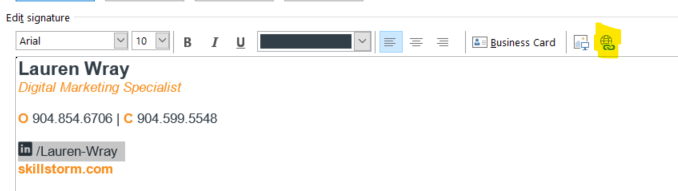 Edit signature
Arial 10 B I U Business Card
Lauren Wray
Digital Marketing Specialist
O 904.854.6706 | C 904.599.5548
in /Lauren-Wray
skillstorm.com